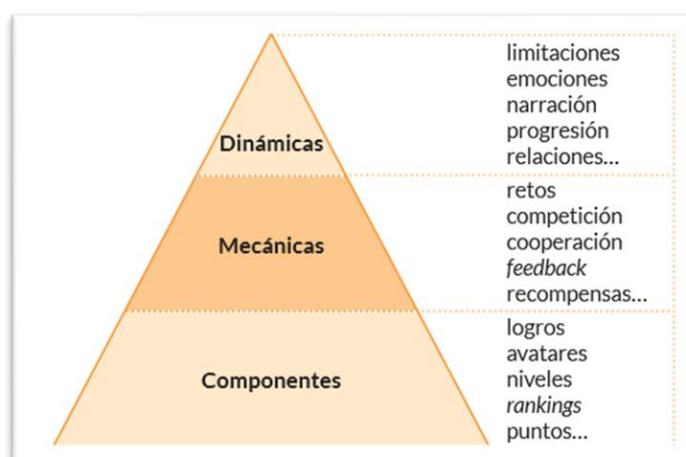 Dinámicas
limitaciones
emociones
narración
progresión
relaciones...
Mecánicas
retos
competición
cooperación
feedback
recompensas...
Componentes
logros
avatares
niveles
rankings
puntos...